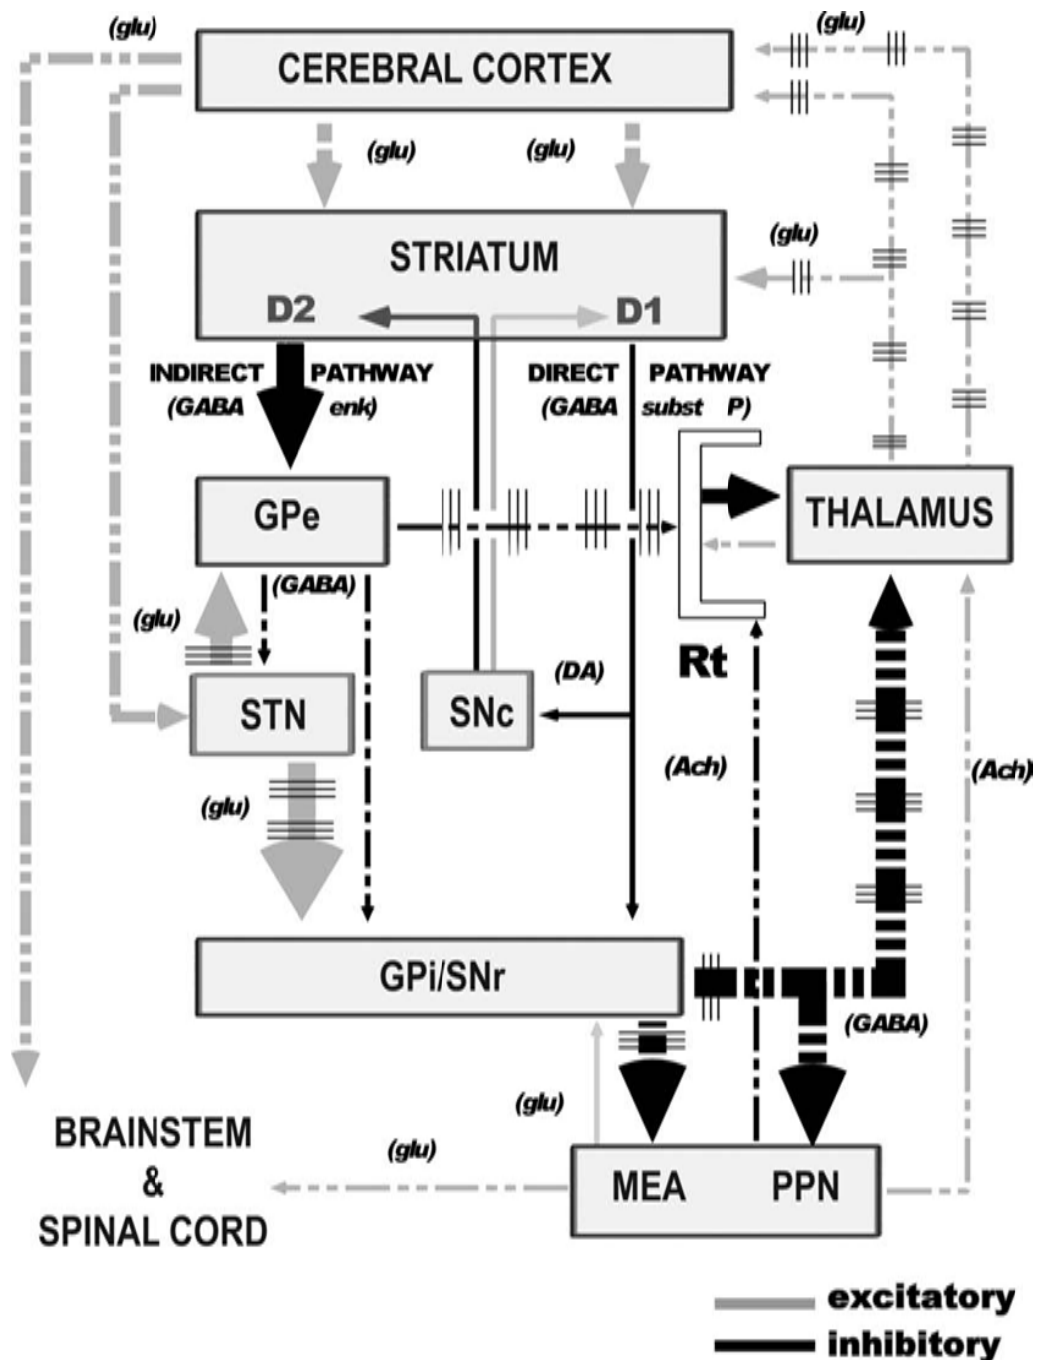 (glu)
(glu)
CEREBRAL CORTEX
(glu)
(glu)
STRIATUM
(glu)
D2
D1
INDIRECT PATHWAY
(GABA enk)
DIRECT PATHWAY
(GABA subst P)
GPe
THALAMUS
(GABA)
(glu)
Rt
(DA)
STN
SNc
(Ach)
(Ach)
(glu)
GPi/SNr
(GABA)
(glu)
BRAINSTEM
&
SPINAL CORD
(glu)
MEA
PPN
excitatory
inhibitory